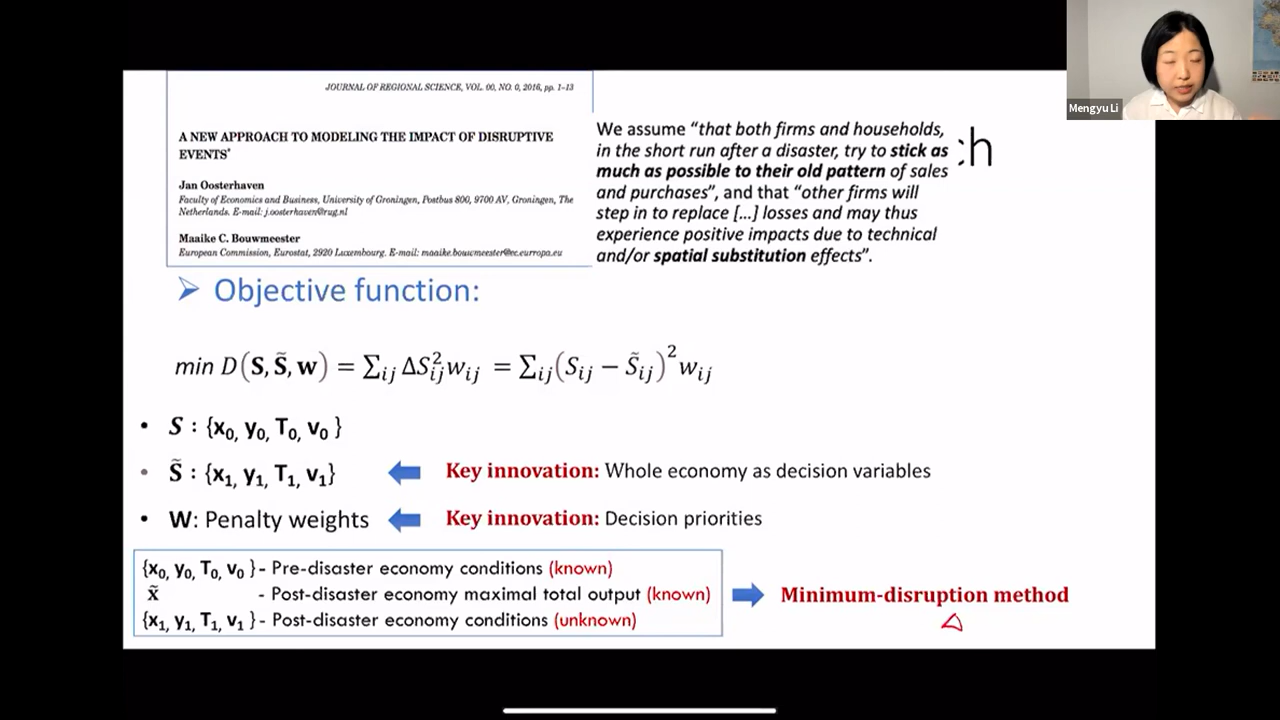 Mengyu Li
JOURNAL OF REGIONAL SCIENCE, VOL. 00, NO. 0, 2016, pp. 1–13
A NEW APPROACH TO MODELING THE IMPACT OF DISRUPTIVE
EVENTS*
Jan Oosterhaven
Faculty of Economics and Business, University of Groningen, Postbus 800, 9700 AV, Groningen, The
Netherlands. E-mail: j.oosterhaven@rug.nl
Maaike C. Bouwmeester
European Commission, Eurostat, 2920 Luxembourg. E-mail: maaike.bouwmeester@ec.eurropa.eu
We assume “that both firms and households,
in the short run after a disaster, try to stick as
much as possible to their old pattern of sales
and purchases”, and that “other firms will
step in to replace [...] losses and may thus
experience positive impacts due to technical
and/or spatial substitution effects”.
ch
➢ Objective function:
min D(S, S̃, w) = ∑ij ΔS²ij wij = ∑ij(Sij − S̃ij)² wij
• S : {x₀, y₀, T₀, v₀ }
• S̃ : {x₁, y₁, T₁, v₁} Key innovation: Whole economy as decision variables
• W: Penalty weights Key innovation: Decision priorities
{x₀, y₀, T₀, v₀ } - Pre-disaster economy conditions (known)
x̃ - Post-disaster economy maximal total output (known)
{x₁, y₁, T₁, v₁ } - Post-disaster economy conditions (unknown)
Minimum-disruption method